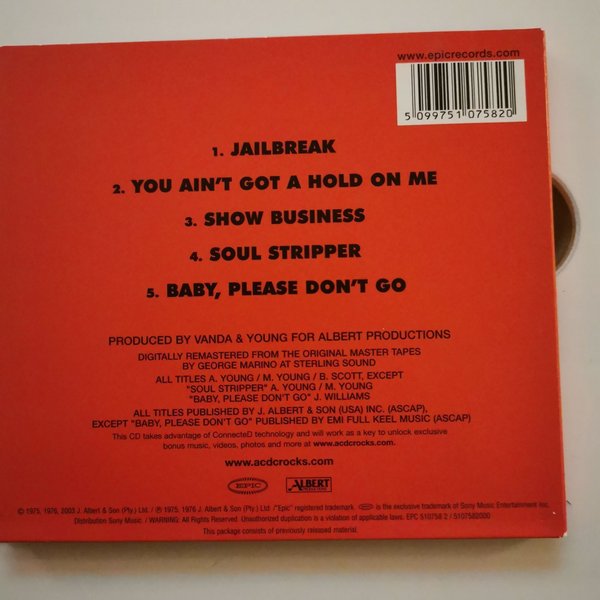 www.epicrecords.com
5 099751 075820
1. JAILBREAK
2. YOU AIN'T GOT A HOLD ON ME
3. SHOW BUSINESS
4. SOUL STRIPPER
5. BABY, PLEASE DON'T GO
PRODUCED BY VANDA & YOUNG FOR ALBERT PRODUCTIONS
DIGITALLY REMASTERED FROM THE ORIGINAL MASTER TAPES
BY GEORGE MARINO AT STERLING SOUND
ALL TITLES A. YOUNG / M. YOUNG / B. SCOTT, EXCEPT
"SOUL STRIPPER" A. YOUNG / M. YOUNG
"BABY, PLEASE DON'T GO" J. WILLIAMS
ALL TITLES PUBLISHED BY J. ALBERT & SON (USA) INC. (ASCAP),
EXCEPT "BABY, PLEASE DON'T GO" PUBLISHED BY EMI FULL KEEL MUSIC (ASCAP)
This CD takes advantage of ConnecteD technology and will work as a key to unlock exclusive
bonus music, videos, photos and more at www.acdcrocks.com.
www.acdcrocks.com
EPIC ALBERT
© 1975, 1976, 2003 J. Albert & Son (Pty.) Ltd. / ℗ 1975, 1976 J. Albert & Son (Pty.) Ltd. /"Epic" registered trademark. EPIC is the exclusive trademark of Sony Music Entertainment Inc.
Distribution Sony Music / WARNING: All Rights Reserved. Unauthorized duplication is a violation of applicable laws. EPC 510758 2 / 5107582000
This package consists of previously released material.